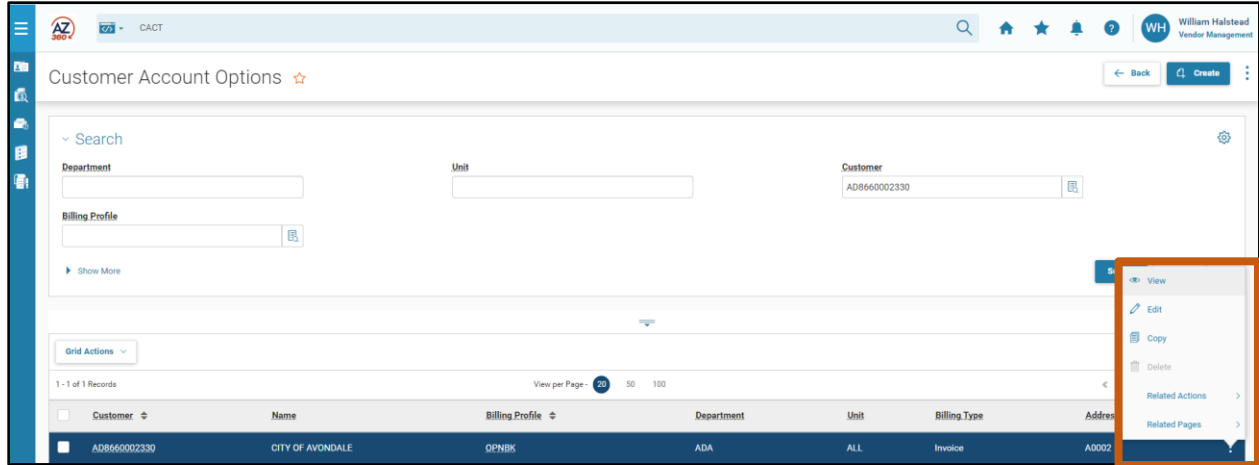 AZ
360
CACT
WH
William Halstead
Vendor Management
Customer Account Options
Back
Create
Search
Department
Unit
Customer
AD8660002330
Billing Profile
Show More
View
Edit
Copy
Delete
Related Actions
Related Pages
Grid Actions
1 - 1 of 1 Records
View per Page - 20 50 100
Customer Name Billing Profile Department Unit Billing Type Addres
AD8660002330 CITY OF AVONDALE OPNBK ADA ALL Invoice A0002